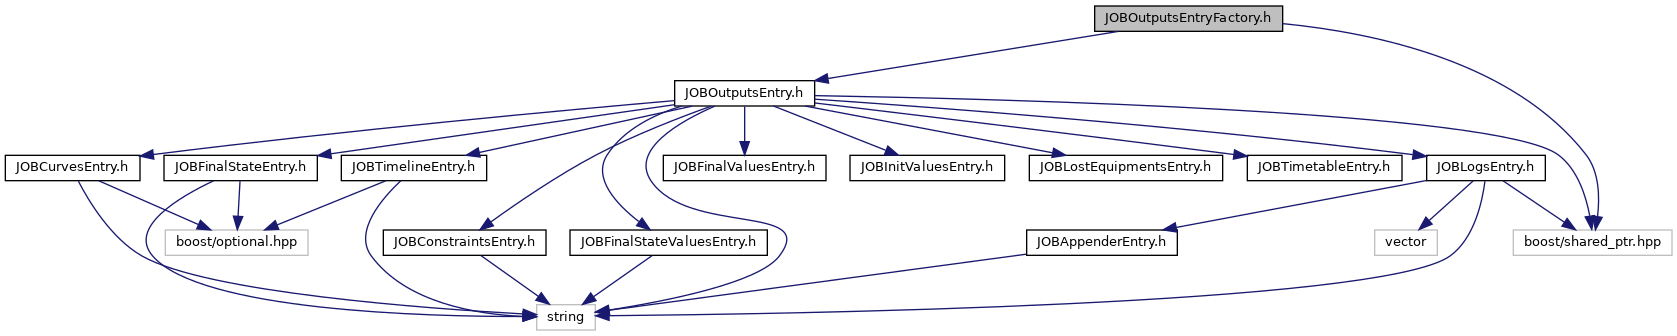 JOBOutputsEntryFactory.h
JOBOutputsEntry.h
JOBCurvesEntry.h
JOBFinalStateEntry.h
JOBTimelineEntry.h
JOBFinalValuesEntry.h
JOBInitValuesEntry.h
JOBLostEquipmentsEntry.h
JOBTimetableEntry.h
JOBLogsEntry.h
boost/optional.hpp
JOBConstraintsEntry.h
JOBFinalStateValuesEntry.h
JOBAppenderEntry.h
vector
boost/shared_ptr.hpp
string